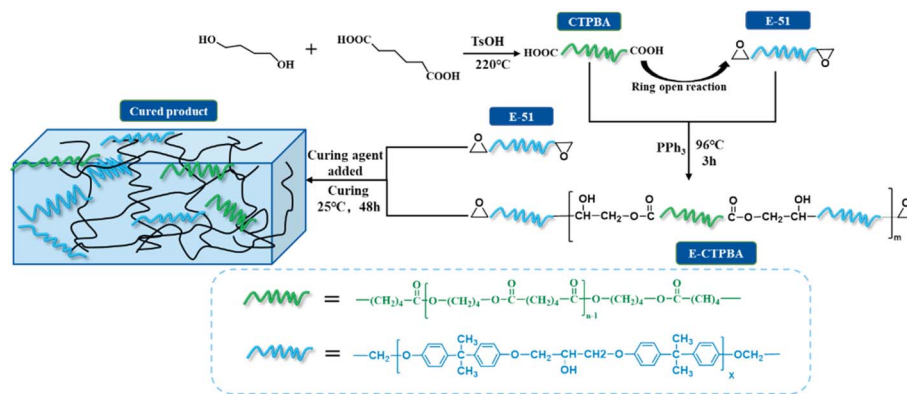 CTPBA
E-51
HO
OH
+
HOOC
COOH
TsOH
220℃
HOOC
COOH
O
O
Ring open reaction
Cured product
E-51
Curing agent
added
Curing
25℃，48h
O
O
PPh3
96℃
3h
O
OH
CH-CH2-O-C
O
O
C-O-CH2-CH
OH
O
m
E-CTPBA
=
O O O O
—(CH2)4—C—[O—(CH2)4—O—C—(CH2)4—C]n-1—O—(CH2)4—O—C—(CH)4—
=
CH3 CH3
—CH2—[O—C—O—CH2—CH—CH2—O—C—OCH2—
CH3 OH CH3
x